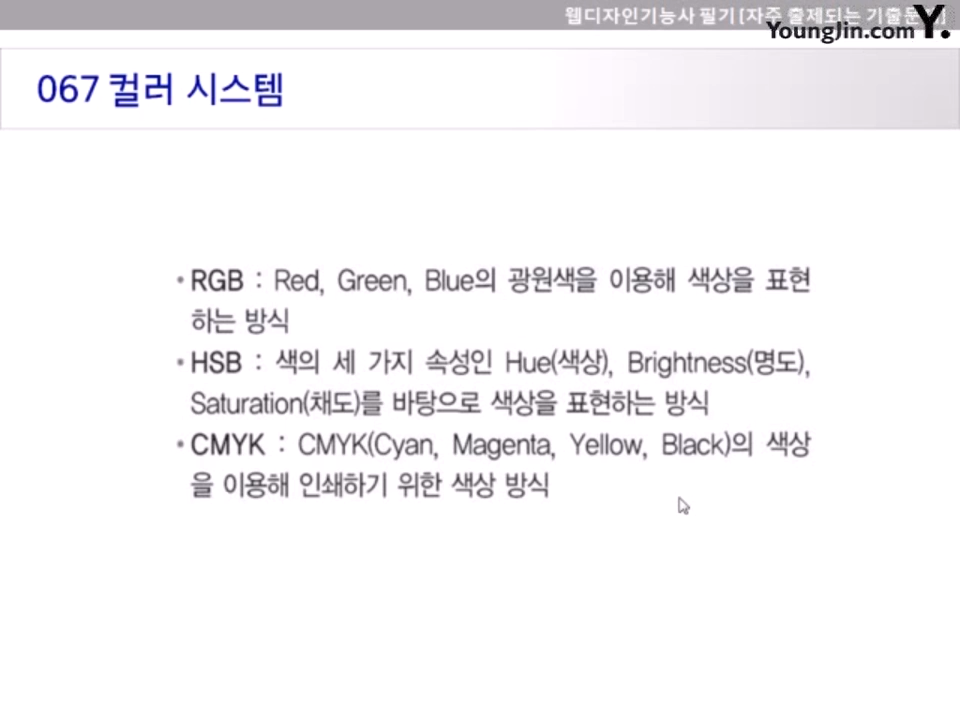 웹디자인기능사 필기 [자주 출제되는 기출문제]
YoungJin.com Y.
067 컬러 시스템
• RGB : Red, Green, Blue의 광원색을 이용해 색상을 표현
하는 방식
• HSB : 색의 세 가지 속성인 Hue(색상), Brightness(명도),
Saturation(채도)를 바탕으로 색상을 표현하는 방식
• CMYK : CMYK(Cyan, Magenta, Yellow, Black)의 색상
을 이용해 인쇄하기 위한 색상 방식